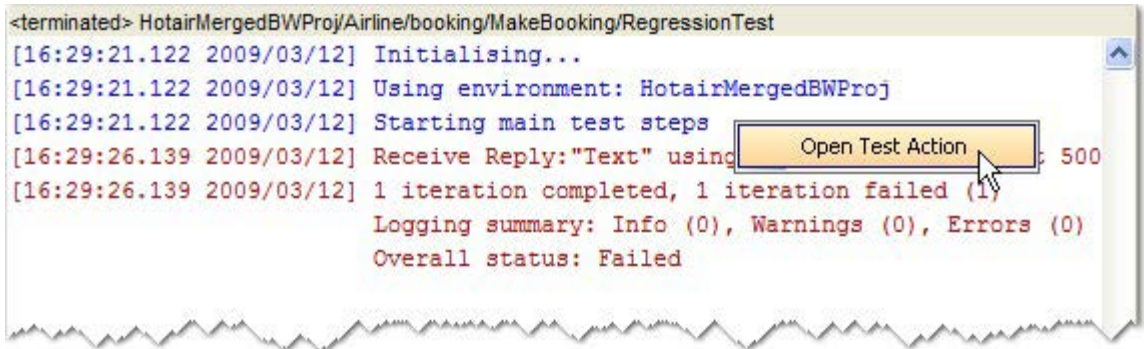 <terminated> HotairMergedBWProj/Airline/booking/MakeBooking/RegressionTest
[16:29:21.122 2009/03/12] Initialising...
[16:29:21.122 2009/03/12] Using environment: HotairMergedBWProj
[16:29:21.122 2009/03/12] Starting main test steps
Open Test Action
[16:29:26.139 2009/03/12] Receive Reply:"Text" using 500
[16:29:26.139 2009/03/12] 1 iteration completed, 1 iteration failed (1)
Logging summary: Info (0), Warnings (0), Errors (0)
Overall status: Failed